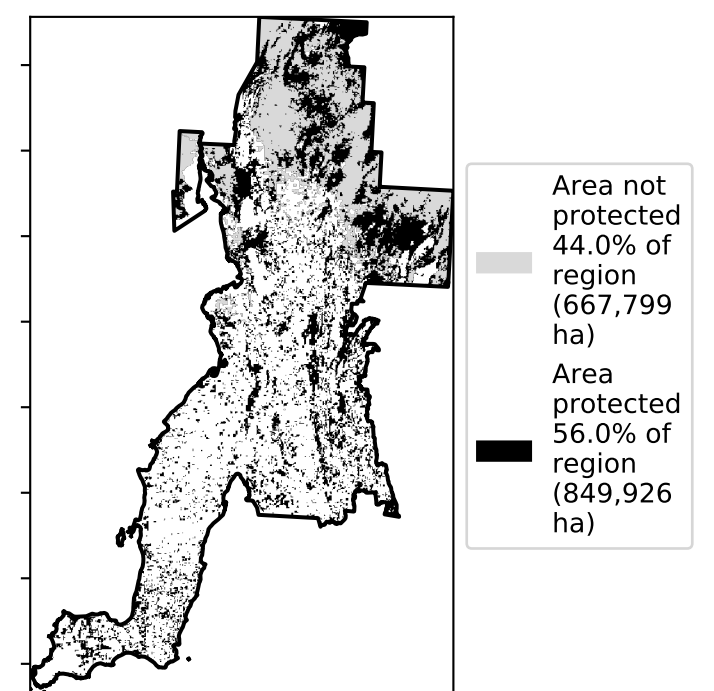 Area not
protected
44.0% of
region
(667,799
ha)
Area
protected
56.0% of
region
(849,926
ha)